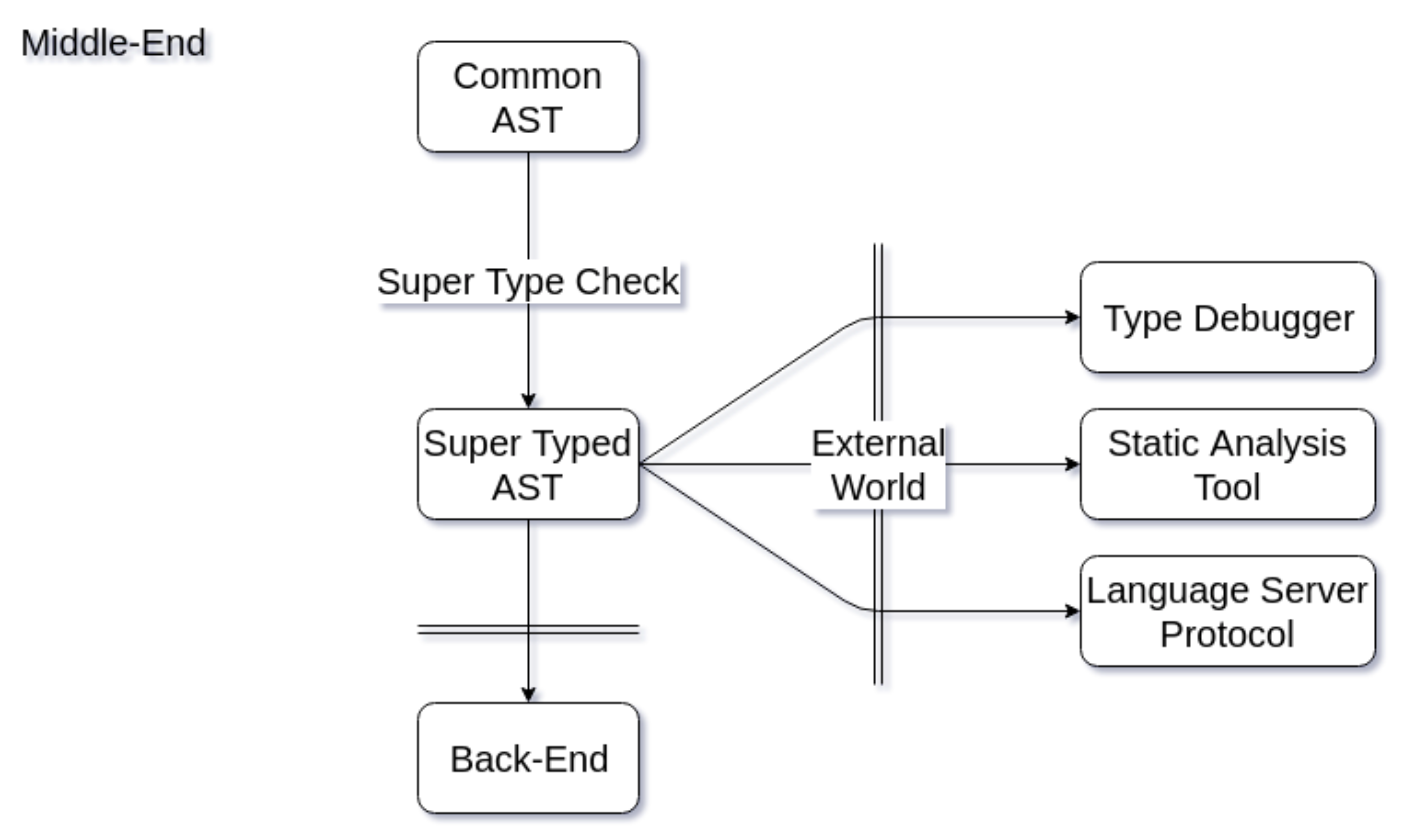 Middle-End
Common
AST
Super Type Check
Type Debugger
Super Typed
AST
External
World
Static Analysis
Tool
Language Server
Protocol
Back-End